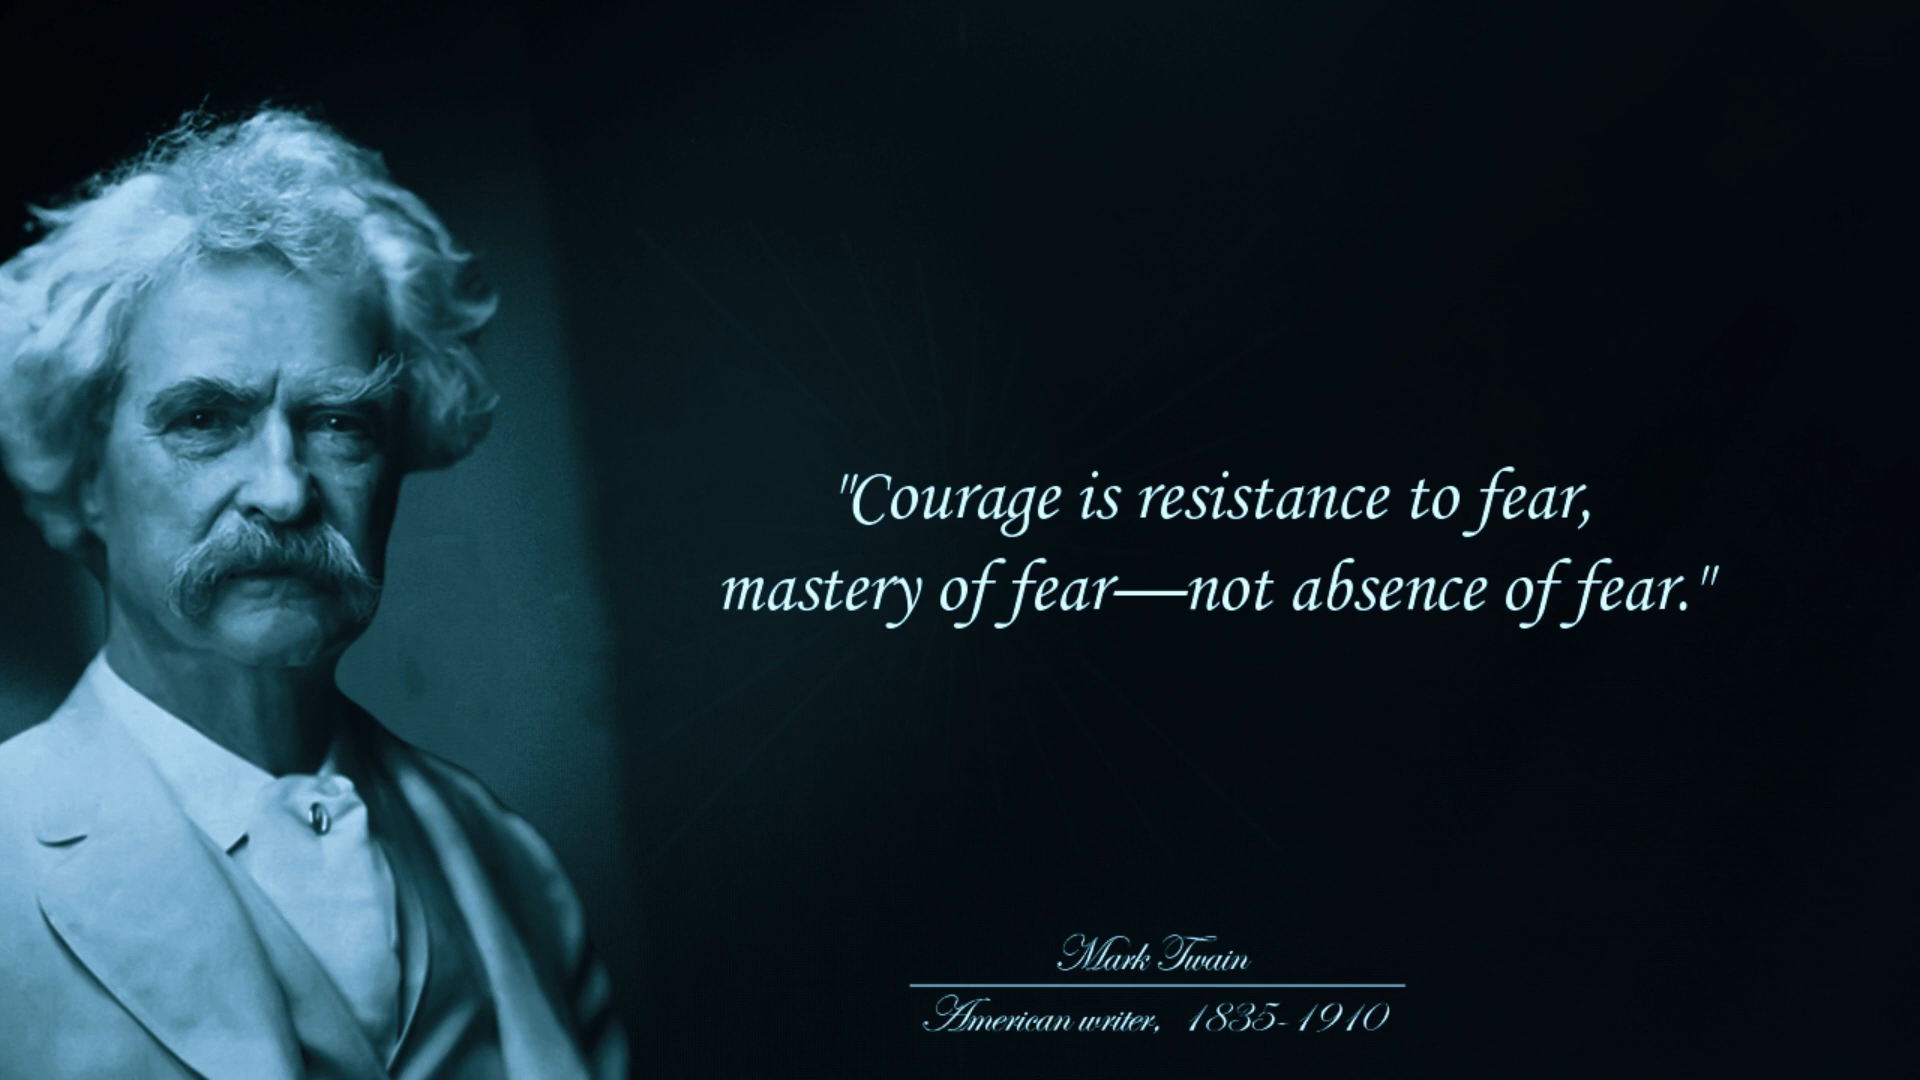 "Courage is resistance to fear,
mastery of fear—not absence of fear."
Mark Twain
American writer, 1835-1910